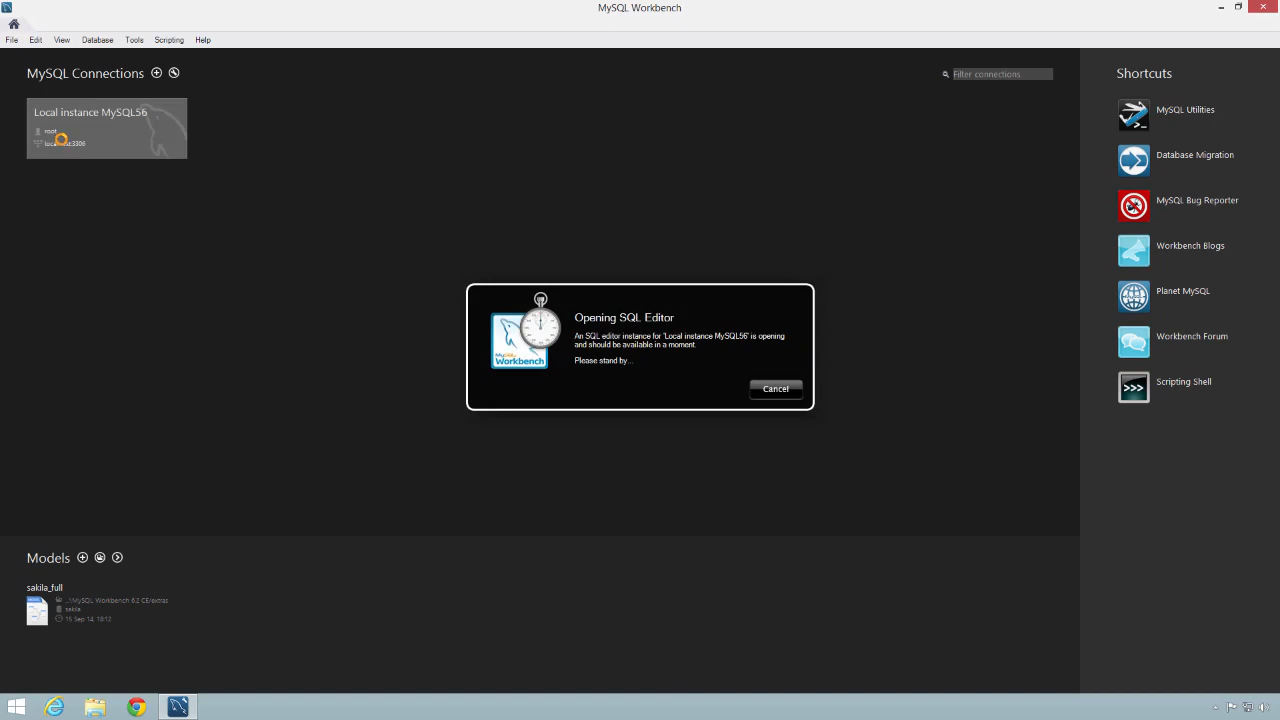 MySQL Workbench
File Edit View Database Tools Scripting Help
MySQL Connections
Filter connections
Shortcuts
Local instance MySQL56
root
MySQL Utilities
Database Migration
MySQL Bug Reporter
Workbench Blogs
Planet MySQL
Workbench Forum
Scripting Shell
>_
>>>
MySQL
Workbench
Opening SQL Editor
An SQL editor instance for 'Local instance MySQL56' is opening
and should be available in a moment.
Please stand by...
Cancel
Models
sakila_full
...\MySQL Workbench 6.2 CE/extras
sakila
15 Sep 14, 18:12